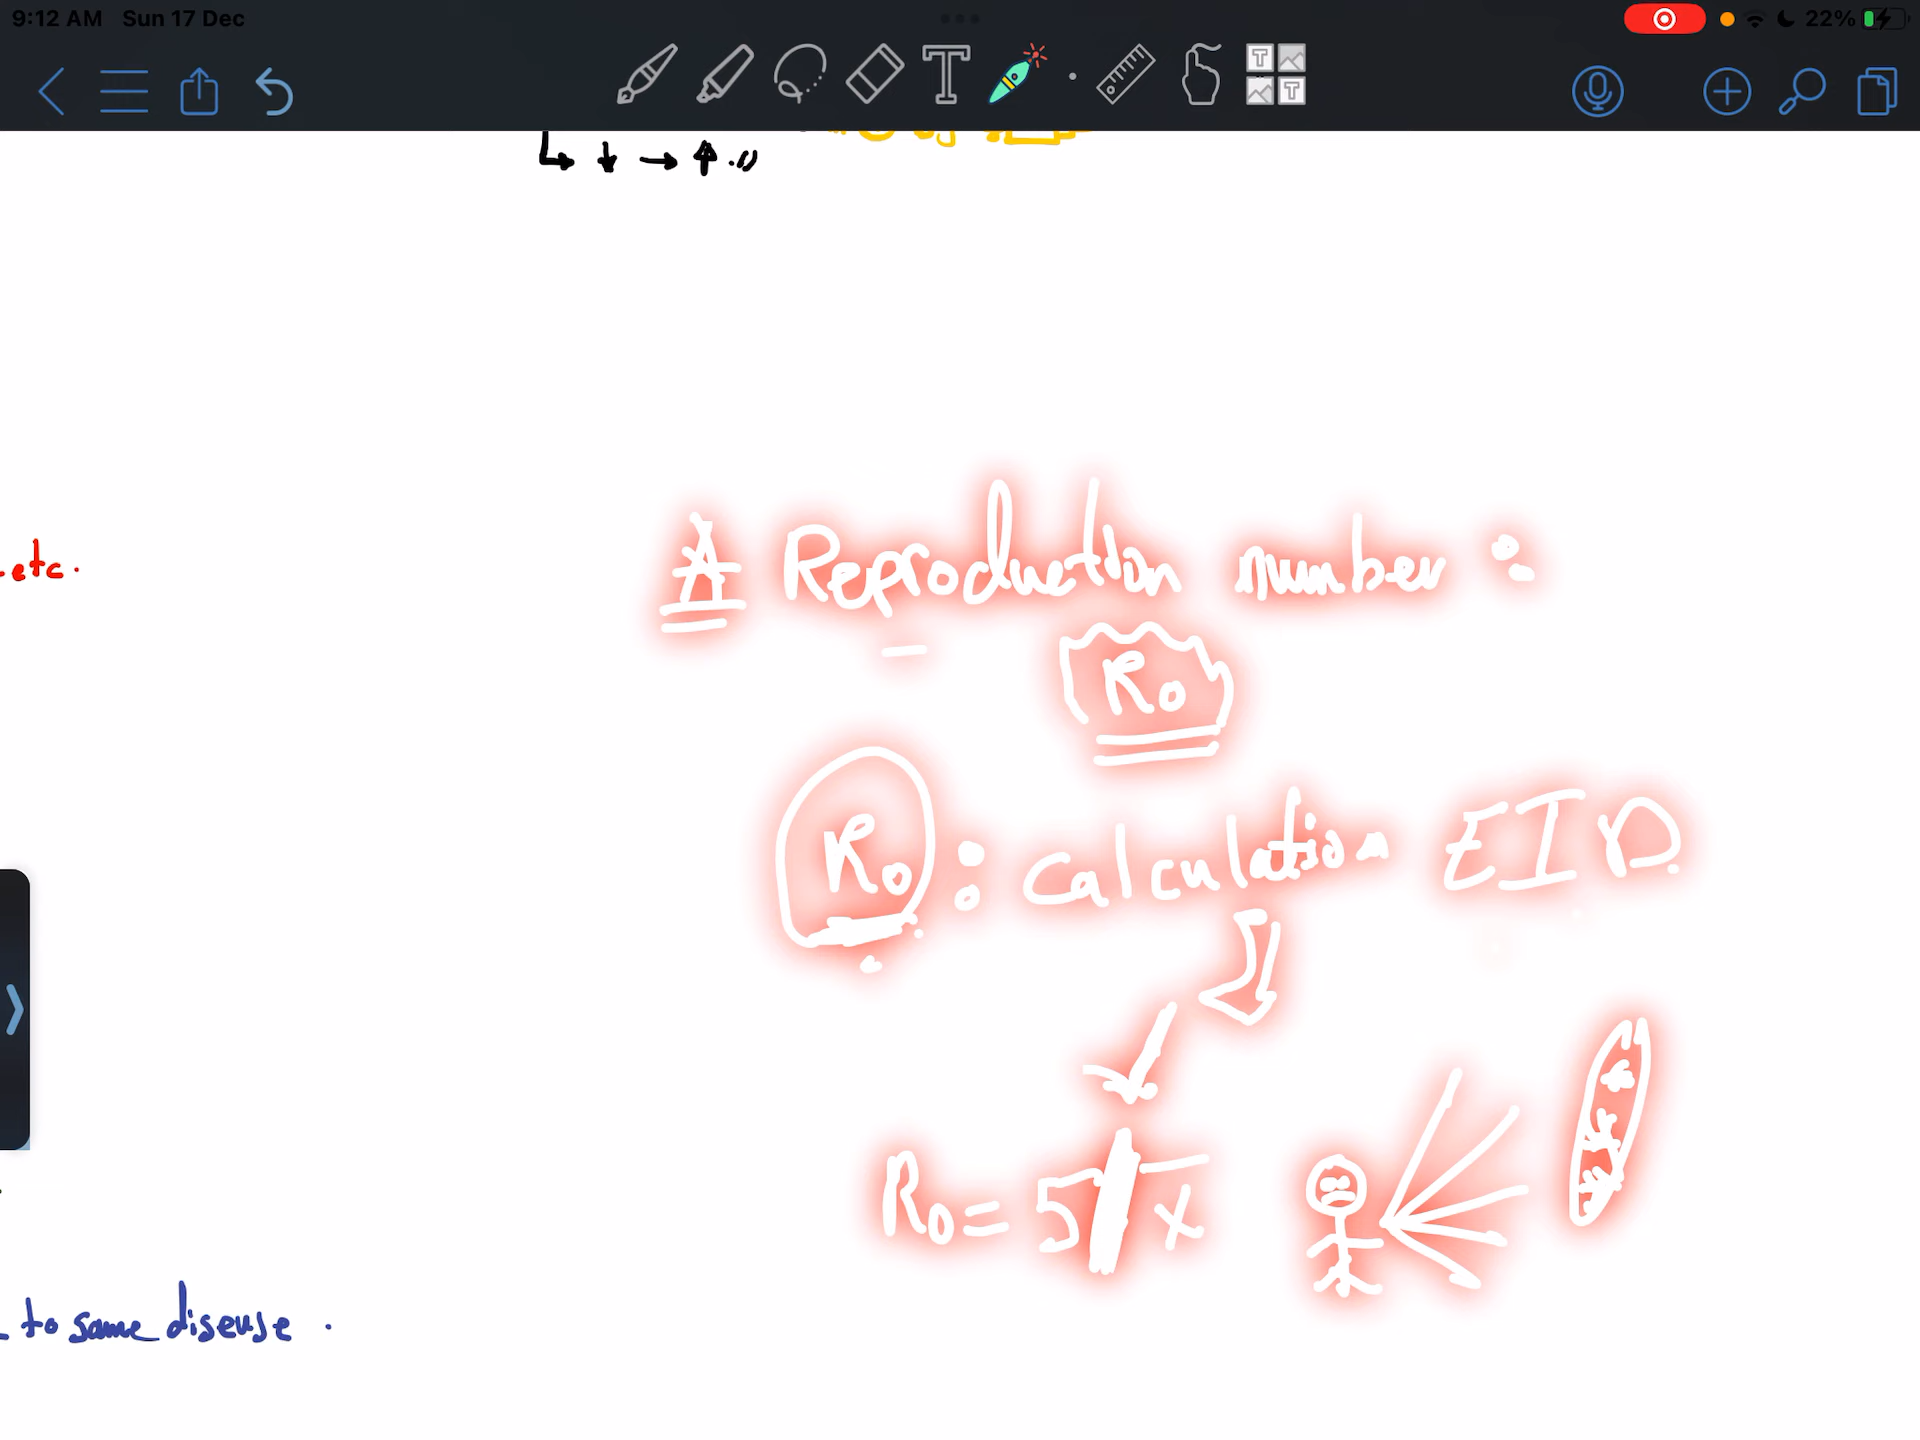 9:12 AM Sun 17 Dec
22%
T
T
T
etc.
A Reproduction number :
R₀
R₀ : Calculation EID.
R₀ = 5 x
to same disease .